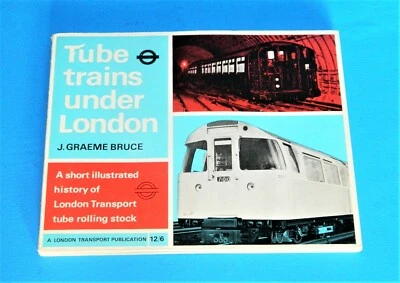 Tube
trains
under
London
J. GRAEME BRUCE
A short illustrated
history of
London Transport
tube rolling stock
A LONDON TRANSPORT PUBLICATION 12/6